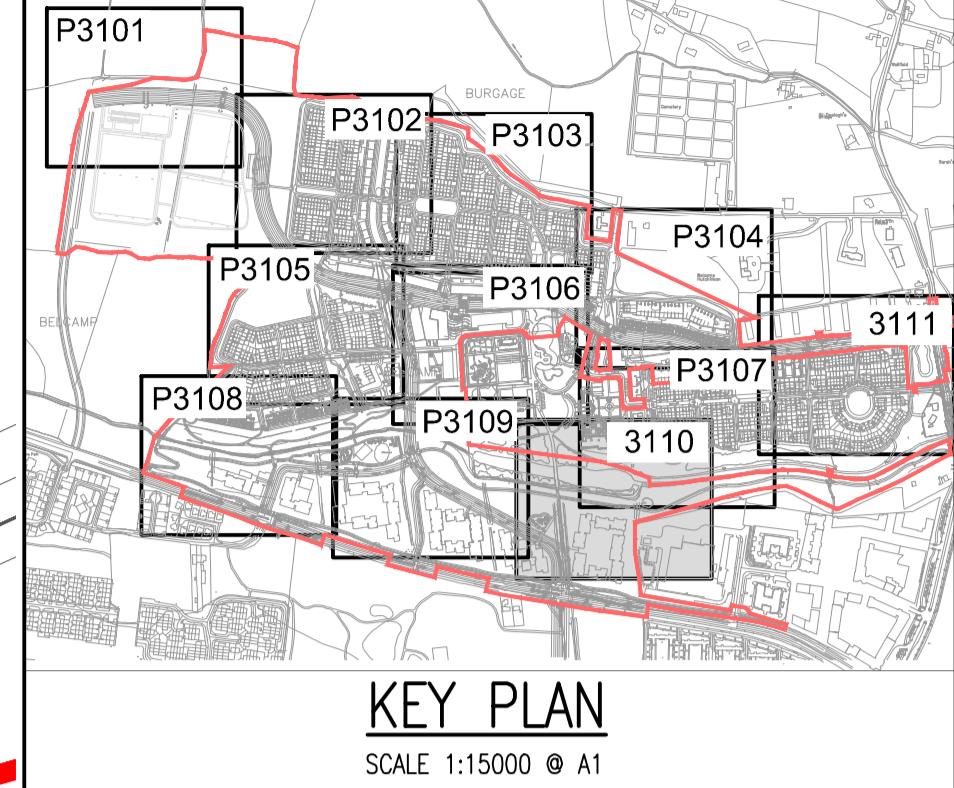 P3101
P3102
BURGAGE
P3103
Cemetery
P3104
P3105
P3106
3111
BELCAMP
P3107
P3108
P3109
3110
KEY PLAN
SCALE 1:15000 @ A1